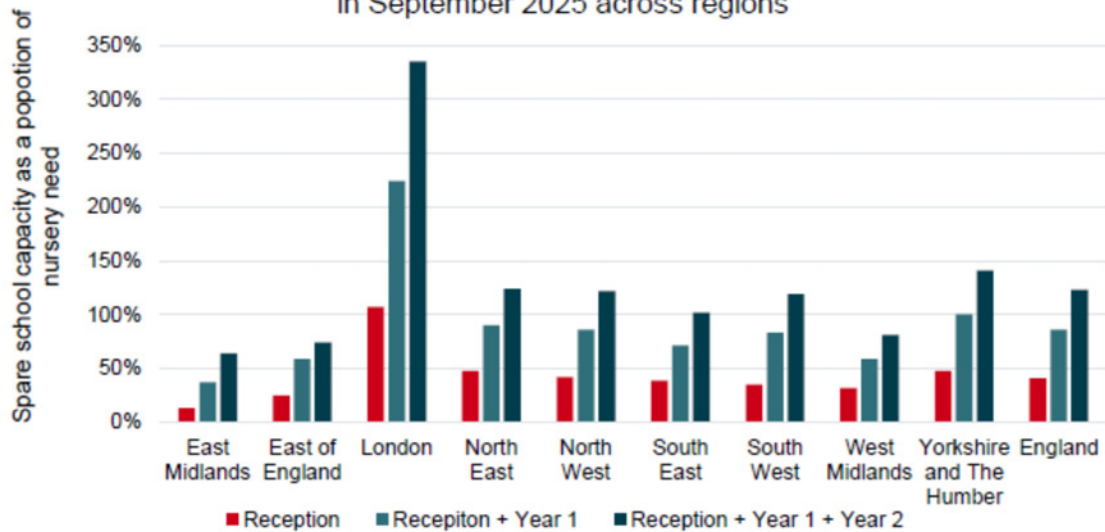 in September 2025 across regions
Spare school capacity as a popotion of
nursery need
350%
300%
250%
200%
150%
100%
50%
0%
East Midlands
East of England
London
North East
North West
South East
South West
West Midlands
Yorkshire and The Humber
England
Reception
Recepiton + Year 1
Reception + Year 1 + Year 2